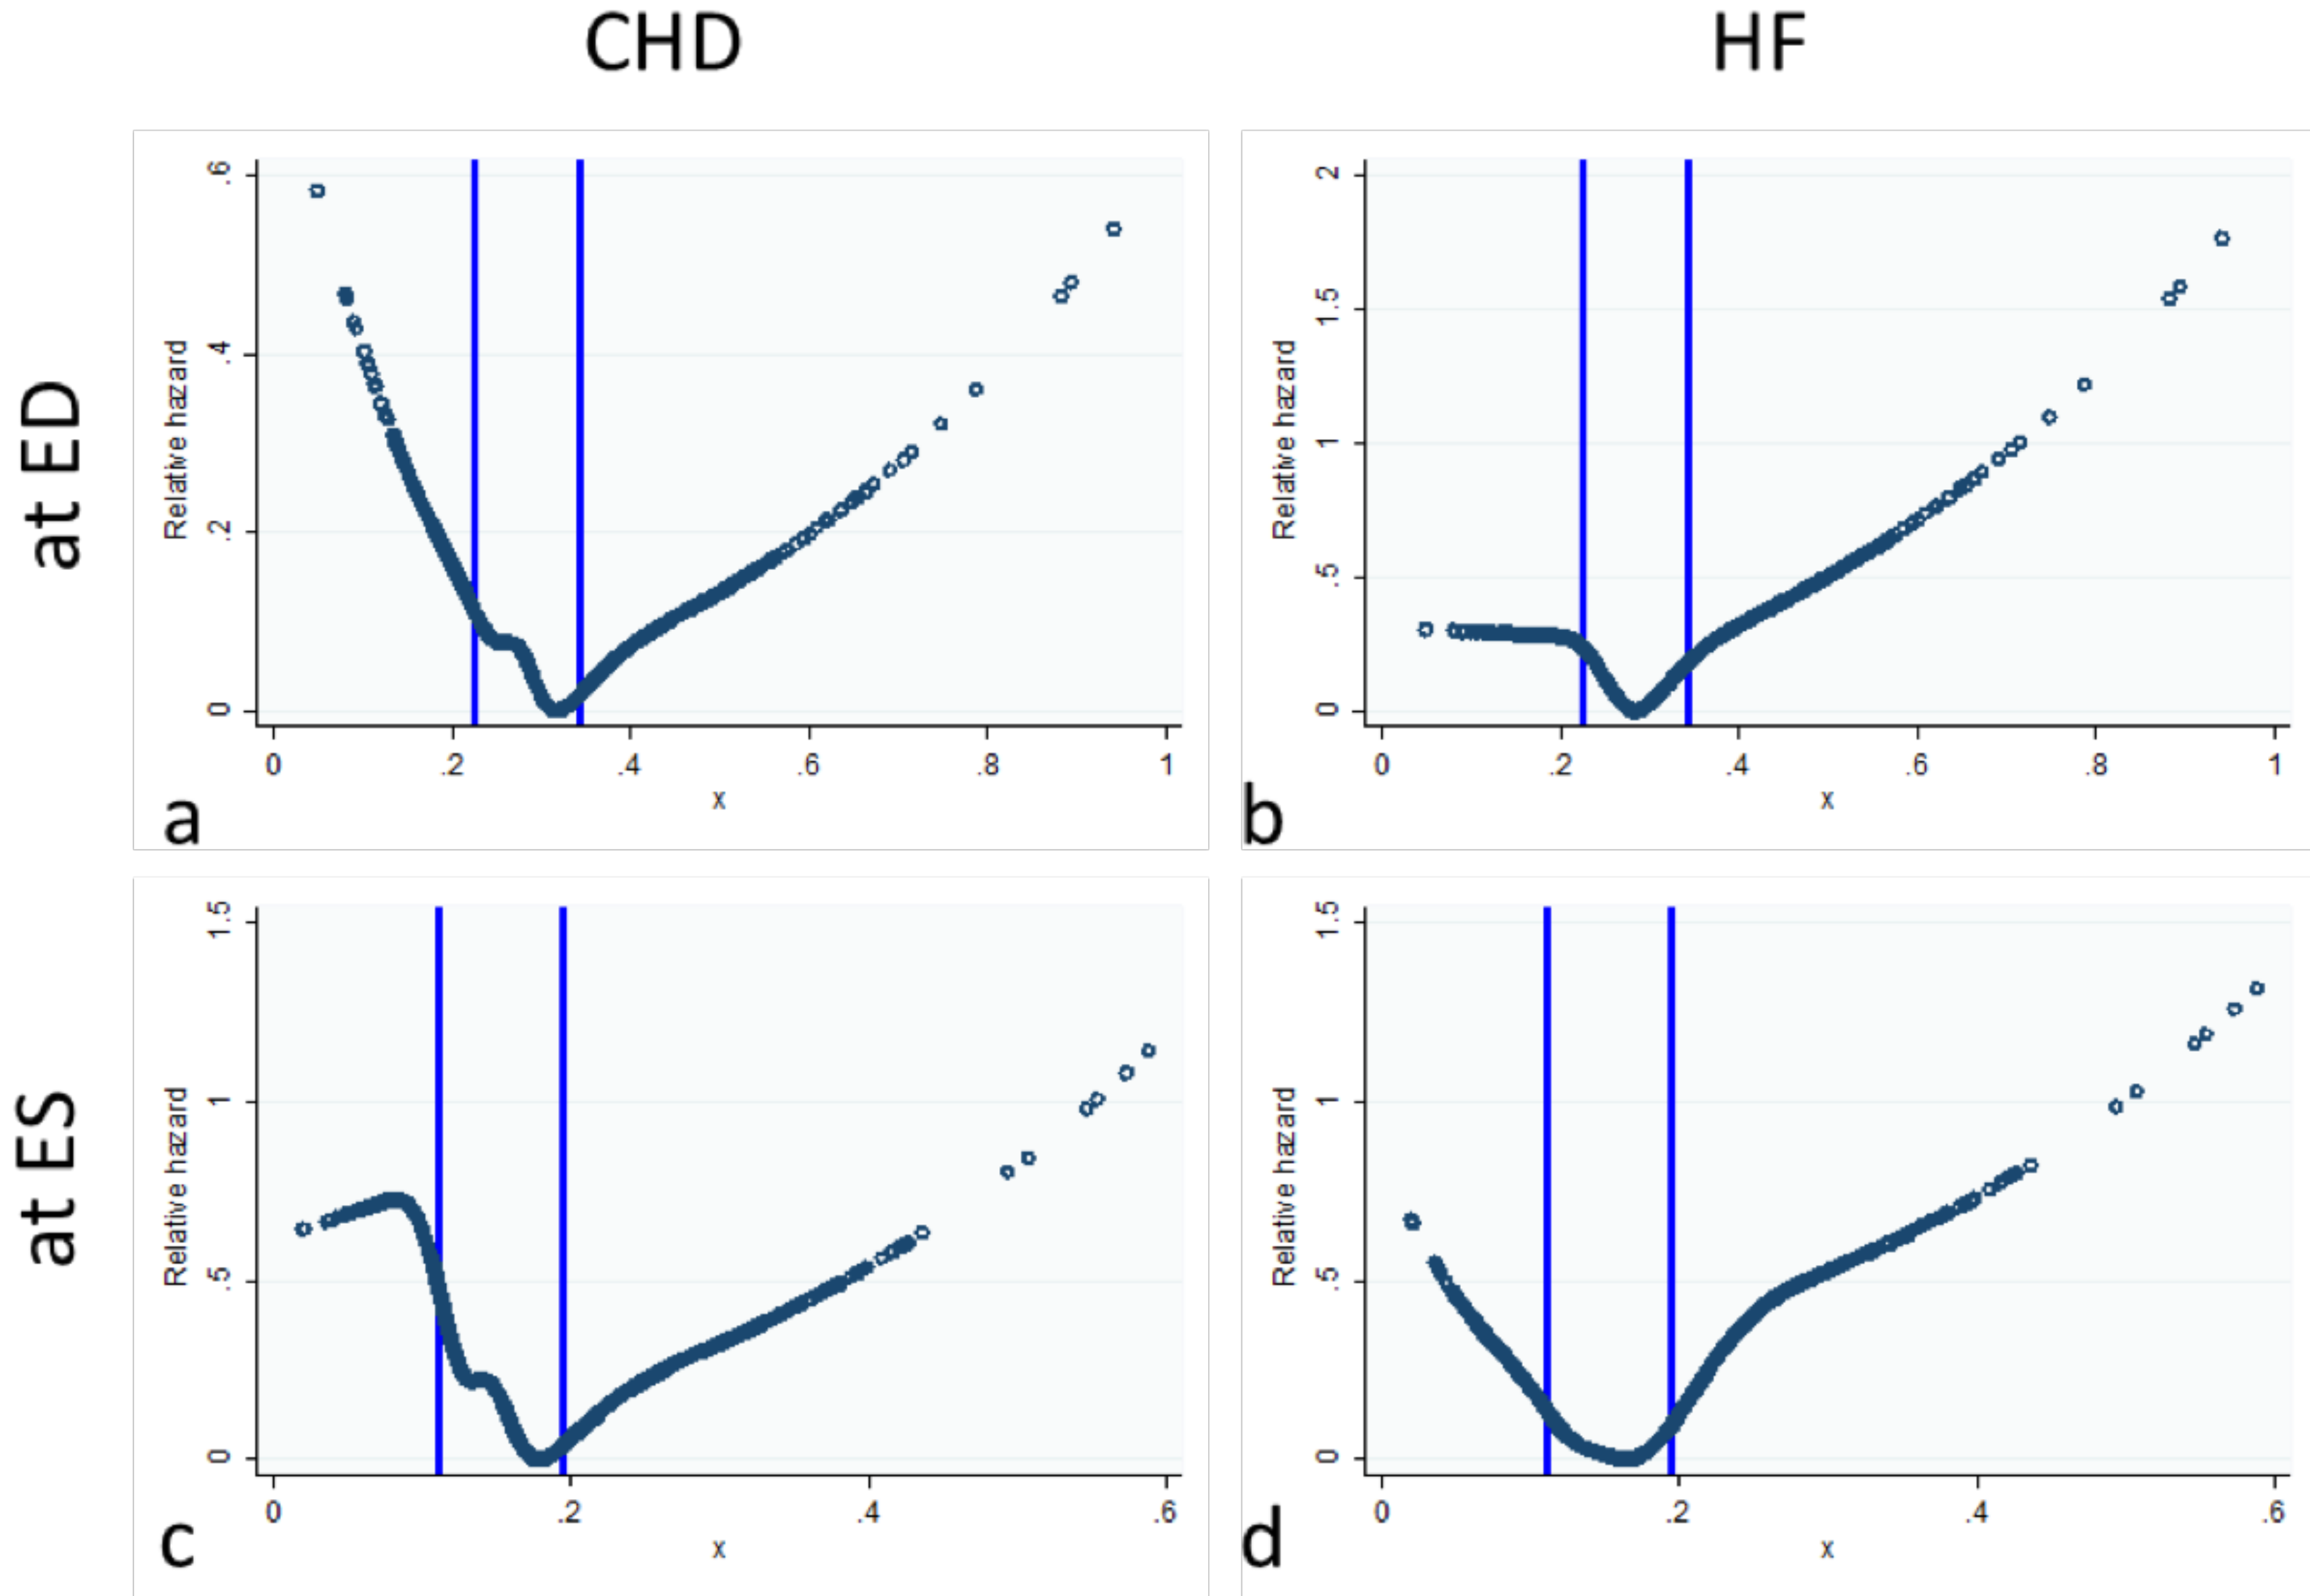 CHD
HF
at ED
.6
.4
.2
0
Relative hazard
0 .2 .4 .6 .8 1
x
a
2
1.5
1
.5
0
Relative hazard
0 .2 .4 .6 .8 1
x
b
at ES
1.5
1
.5
0
Relative hazard
0 .2 .4 .6
x
c
1.5
1
.5
0
Relative hazard
0 .2 .4 .6
x
d